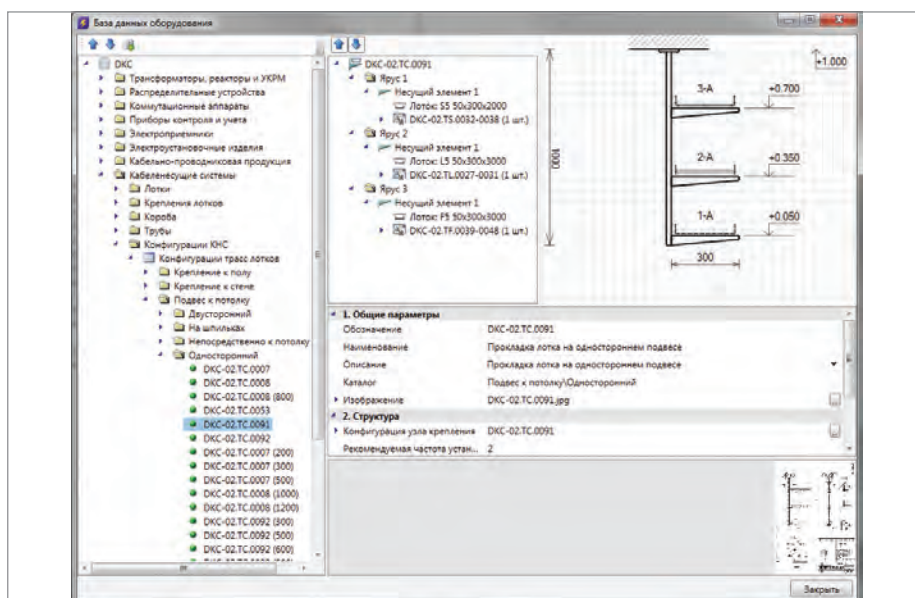 База данных оборудования
DKC
Трансформаторы, реакторы и УКРМ
Распределительные устройства
Коммутационные аппараты
Приборы контроля и учета
Электроприемники
Электроустановочные изделия
Кабельно-проводниковая продукция
Кабеленесущие системы
Лотки
Крепления лотков
Короба
Трубы
Конфигурации КНС
Конфигурации трасс лотков
Крепление к полу
Крепление к стене
Подвес к потолку
Двусторонний
На шпильках
Непосредственно к потолку
Односторонний
DKC-02.TC.0007
DKC-02.TC.0008
DKC-02.TC.0008 (800)
DKC-02.TC.0053
DKC-02.TC.0091
DKC-02.TC.0092
DKC-02.TC.0007 (200)
DKC-02.TC.0007 (300)
DKC-02.TC.0007 (500)
DKC-02.TC.0008 (1000)
DKC-02.TC.0008 (1200)
DKC-02.TC.0092 (300)
DKC-02.TC.0092 (500)
DKC-02.TC.0092 (600)
DKC-02.TC.0091
Ярус 1
Несущий элемент 1
Лоток: S5 50x300x2000
DKC-02.TS.0032-0038 (1 шт.)
Ярус 2
Несущий элемент 1
Лоток: L5 50x300x3000
DKC-02.TL.0027-0031 (1 шт.)
Ярус 3
Несущий элемент 1
Лоток: F5 50x300x3000
DKC-02.TF.0039-0048 (1 шт.)
+1.000
3-A +0.700
2-A +0.350
1-A +0.050
1000
300
1. Общие параметры
Обозначение DKC-02.TC.0091
Наименование Прокладка лотка на одностороннем подвесе
Описание Прокладка лотка на одностороннем подвесе
Каталог Подвес к потолку\Односторонний
Изображение DKC-02.TC.0091.jpg
2. Структура
Конфигурация узла крепления DKC-02.TC.0091
Рекомендуемая частота устан... 2
Закрыть